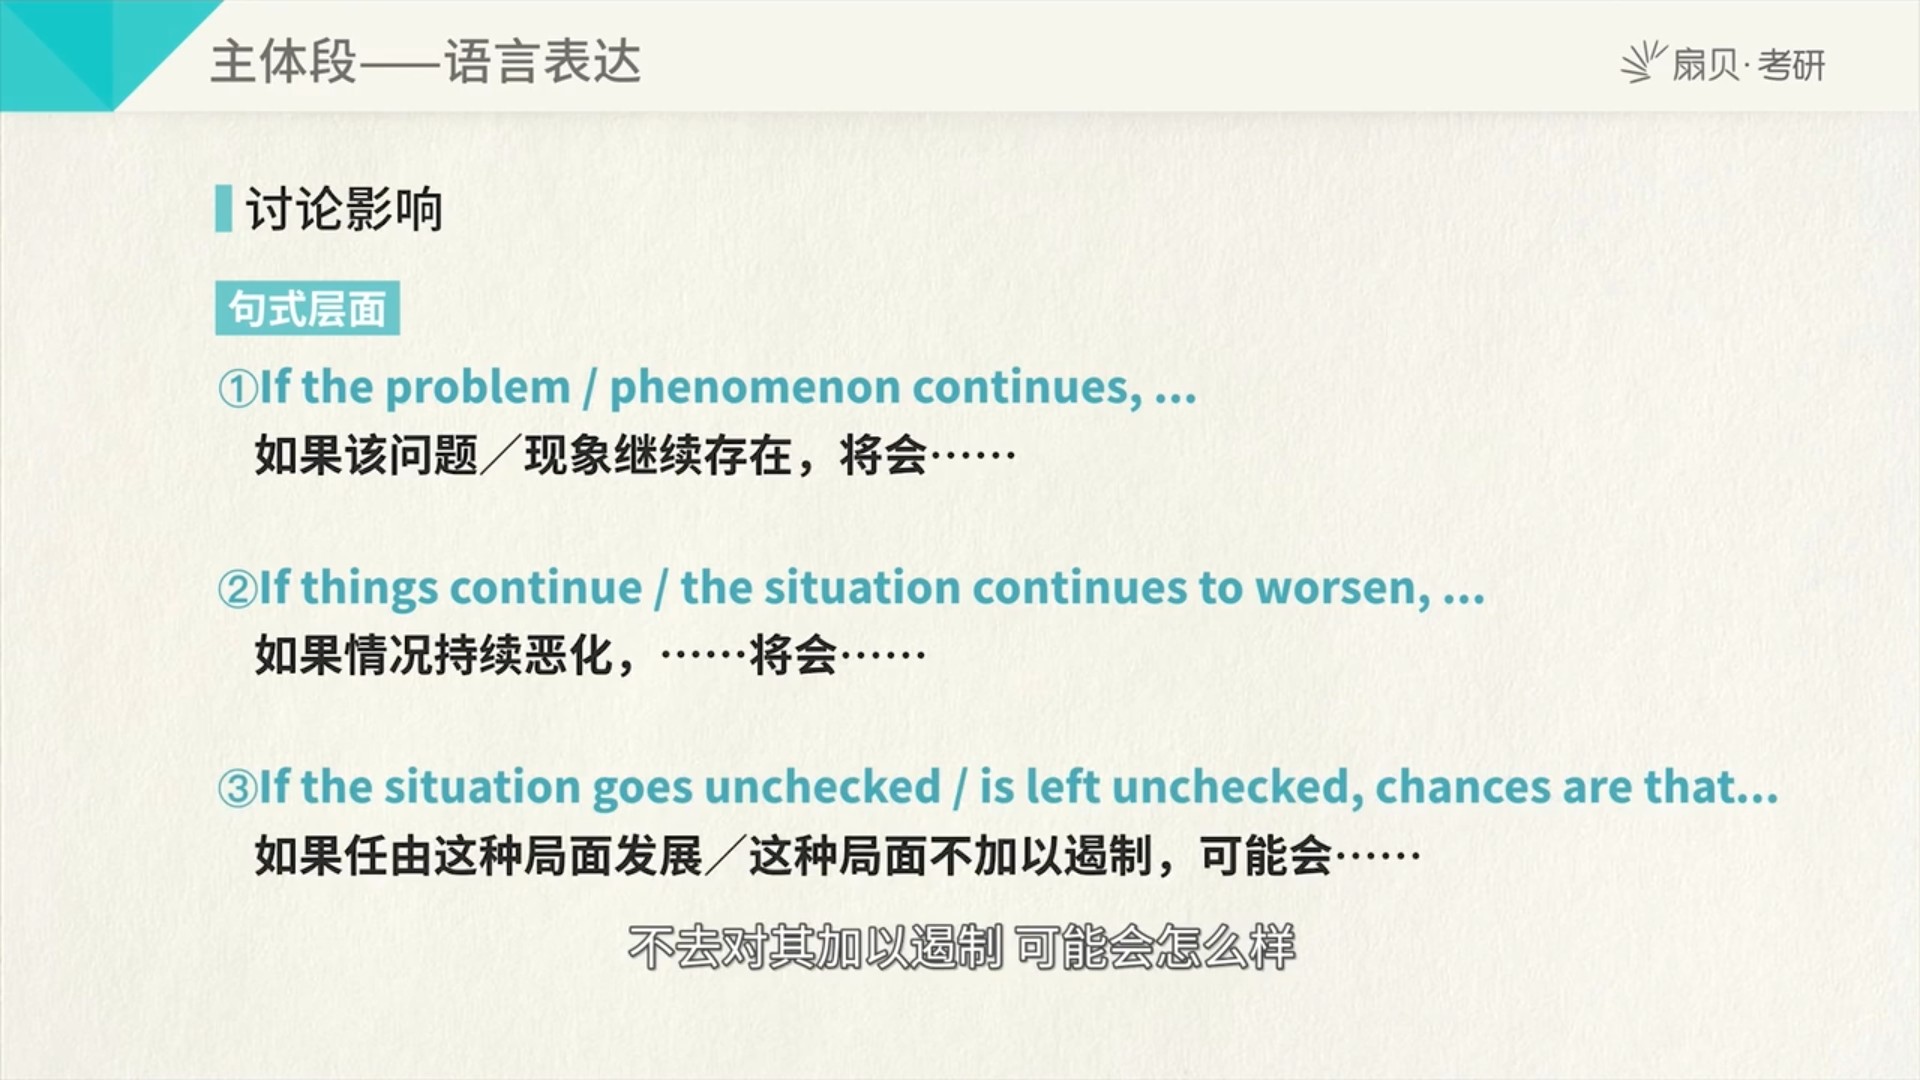 主体段——语言表达
扇贝·考研
讨论影响
句式层面
①If the problem / phenomenon continues, ...
如果该问题／现象继续存在，将会……
②If things continue / the situation continues to worsen, ...
如果情况持续恶化，……将会……
③If the situation goes unchecked / is left unchecked, chances are that...
如果任由这种局面发展／这种局面不加以遏制，可能会……
不去对其加以遏制 可能会怎么样